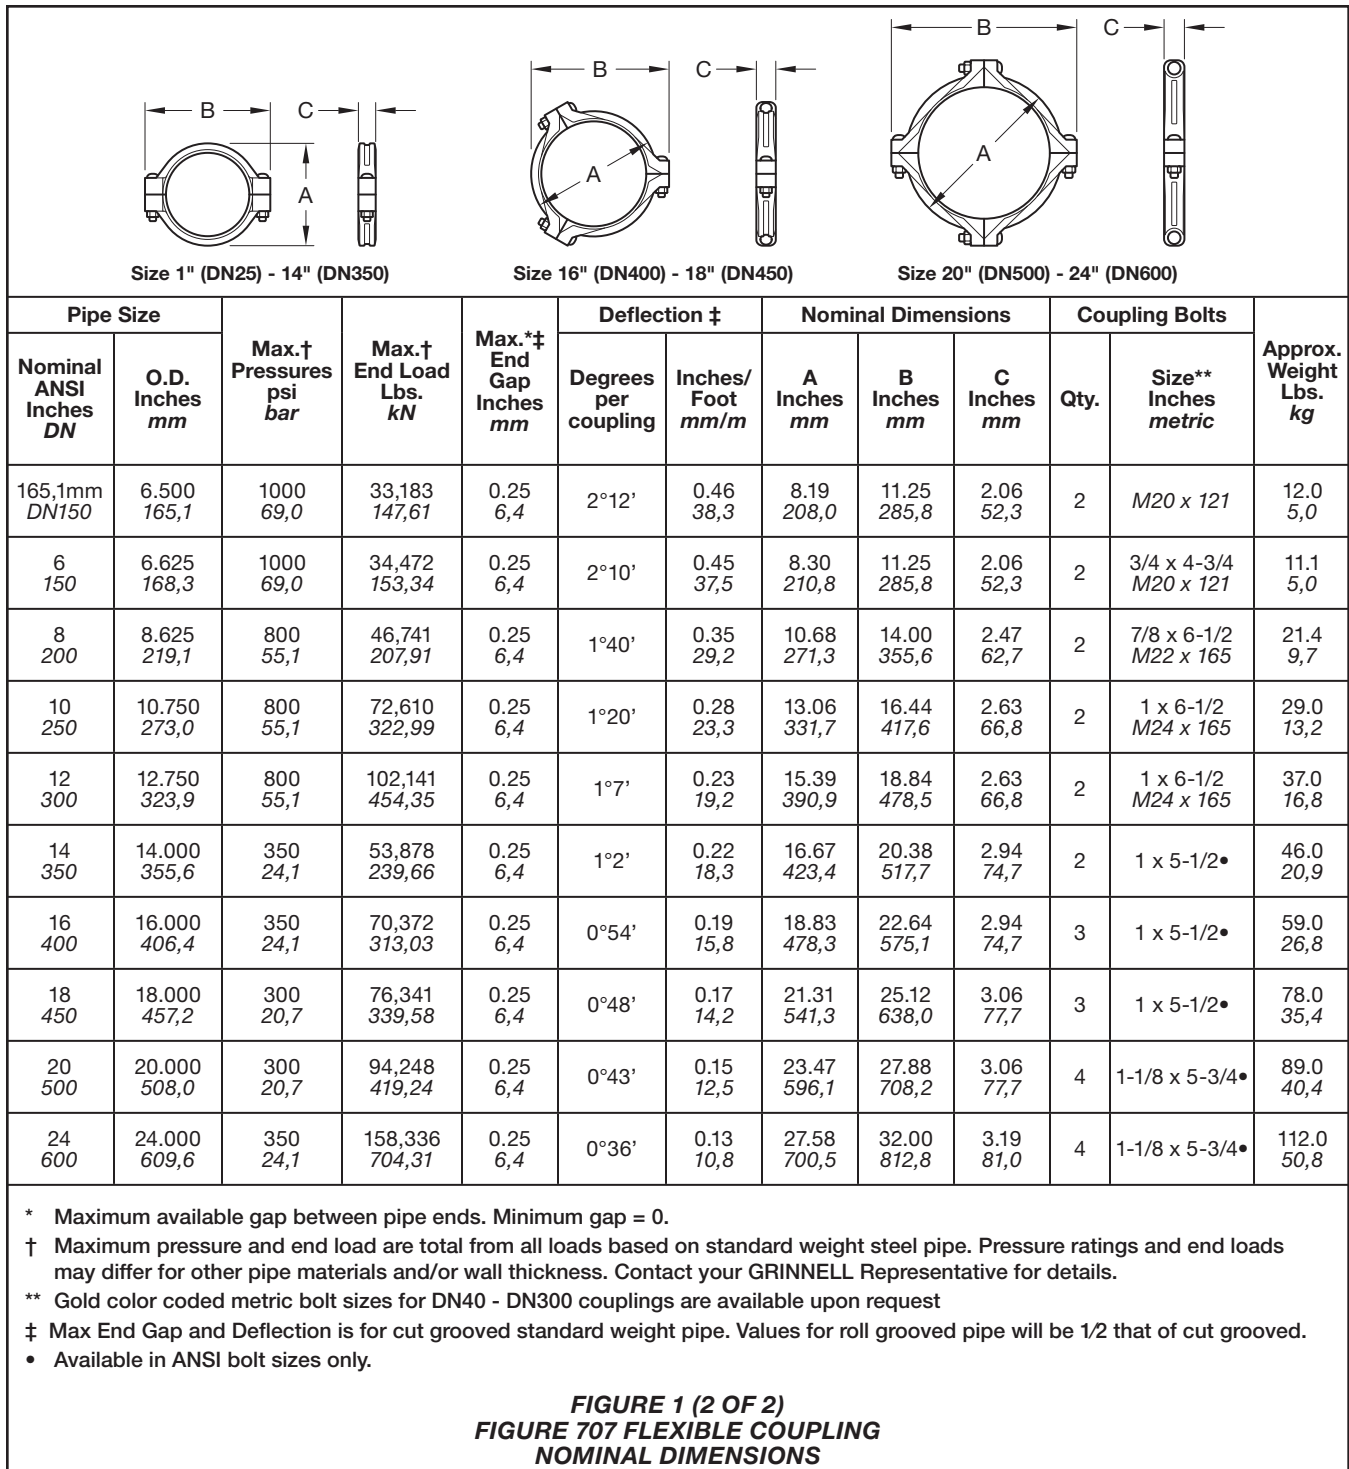 B C
B C
B C
A
A
A
Size 1" (DN25) - 14" (DN350) Size 16" (DN400) - 18" (DN450) Size 20" (DN500) - 24" (DN600)
Pipe Size Deflection ‡ Nominal Dimensions Coupling Bolts
Nominal ANSI Inches DN
O.D. Inches mm
Max.† Pressures psi bar
Max.† End Load Lbs. kN
Max.*‡ End Gap Inches mm
Degrees per coupling
Inches/ Foot mm/m
A Inches mm
B Inches mm
C Inches mm
Qty.
Size** Inches metric
Approx. Weight Lbs. kg
165,1mm 6.500 1000 33,183 0.25 2°12’ 0.46 8.19 11.25 2.06 2 M20 x 121 12.0
DN150 165,1 69,0 147,61 6,4 38,3 208,0 285,8 52,3 5,0
6 6.625 1000 34,472 0.25 2°10’ 0.45 8.30 11.25 2.06 2 3/4 x 4-3/4 11.1
150 168,3 69,0 153,34 6,4 37,5 210,8 285,8 52,3 M20 x 121 5,0
8 8.625 800 46,741 0.25 1°40’ 0.35 10.68 14.00 2.47 2 7/8 x 6-1/2 21.4
200 219,1 55,1 207,91 6,4 29,2 271,3 355,6 62,7 M22 x 165 9,7
10 10.750 800 72,610 0.25 1°20’ 0.28 13.06 16.44 2.63 2 1 x 6-1/2 29.0
250 273,0 55,1 322,99 6,4 23,3 331,7 417,6 66,8 M24 x 165 13,2
12 12.750 800 102,141 0.25 1°7’ 0.23 15.39 18.84 2.63 2 1 x 6-1/2 37.0
300 323,9 55,1 454,35 6,4 19,2 390,9 478,5 66,8 M24 x 165 16,8
14 14.000 350 53,878 0.25 1°2’ 0.22 16.67 20.38 2.94 2 1 x 5-1/2• 46.0
350 355,6 24,1 239,66 6,4 18,3 423,4 517,7 74,7 20,9
16 16.000 350 70,372 0.25 0°54’ 0.19 18.83 22.64 2.94 3 1 x 5-1/2• 59.0
400 406,4 24,1 313,03 6,4 15,8 478,3 575,1 74,7 26,8
18 18.000 300 76,341 0.25 0°48’ 0.17 21.31 25.12 3.06 3 1 x 5-1/2• 78.0
450 457,2 20,7 339,58 6,4 14,2 541,3 638,0 77,7 35,4
20 20.000 300 94,248 0.25 0°43’ 0.15 23.47 27.88 3.06 4 1-1/8 x 5-3/4• 89.0
500 508,0 20,7 419,24 6,4 12,5 596,1 708,2 77,7 40,4
24 24.000 350 158,336 0.25 0°36’ 0.13 27.58 32.00 3.19 4 1-1/8 x 5-3/4• 112.0
600 609,6 24,1 704,31 6,4 10,8 700,5 812,8 81,0 50,8
* Maximum available gap between pipe ends. Minimum gap = 0.
† Maximum pressure and end load are total from all loads based on standard weight steel pipe. Pressure ratings and end loads
may differ for other pipe materials and/or wall thickness. Contact your GRINNELL Representative for details.
** Gold color coded metric bolt sizes for DN40 - DN300 couplings are available upon request
‡ Max End Gap and Deflection is for cut grooved standard weight pipe. Values for roll grooved pipe will be 1⁄2 that of cut grooved.
• Available in ANSI bolt sizes only.
FIGURE 1 (2 OF 2)
FIGURE 707 FLEXIBLE COUPLING
NOMINAL DIMENSIONS